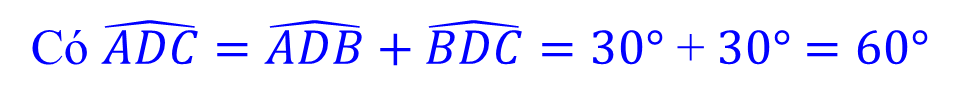 Có $\widehat{ADC} = \widehat{ADB} + \widehat{BDC} = 30° + 30° = 60°$